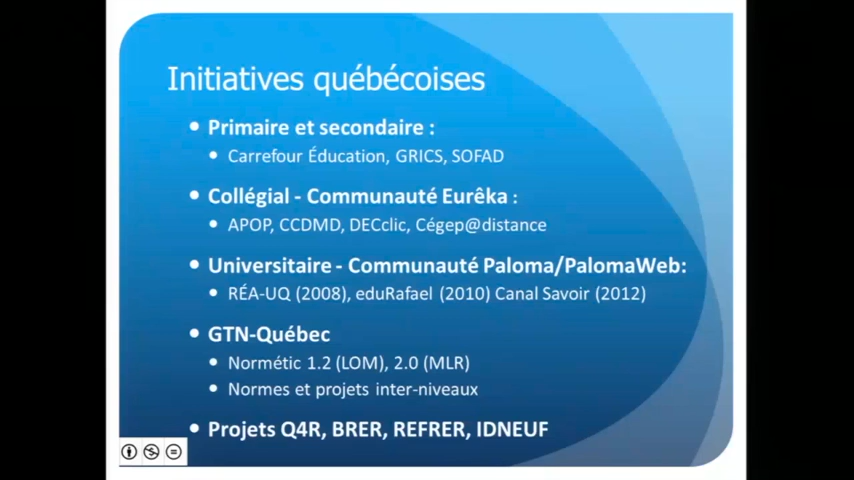 Initiatives québécoises
• Primaire et secondaire :
• Carrefour Éducation, GRICS, SOFAD
• Collégial - Communauté Eurêka :
• APOP, CCDMD, DECclic, Cégep@distance
• Universitaire - Communauté Paloma/PalomaWeb:
• RÉA-UQ (2008), eduRafael (2010) Canal Savoir (2012)
• GTN-Québec
• Normétic 1.2 (LOM), 2.0 (MLR)
• Normes et projets inter-niveaux
• Projets Q4R, BRER, REFRER, IDNEUF